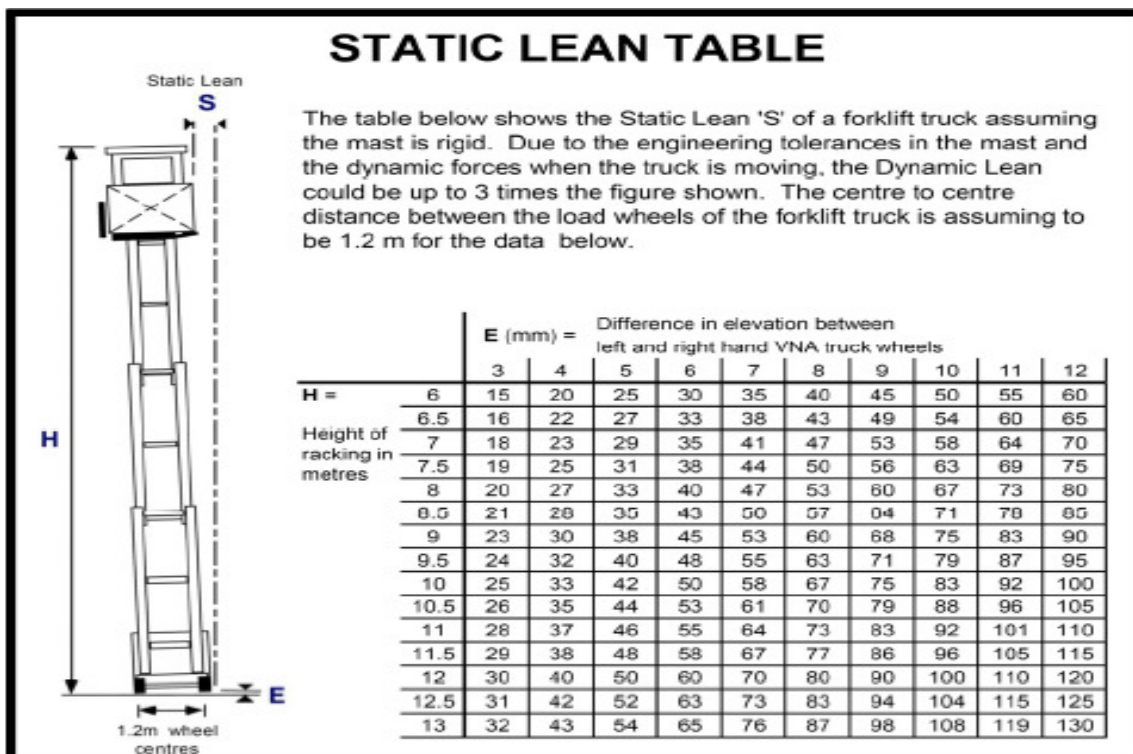 STATIC LEAN TABLE
Static Lean
S
The table below shows the Static Lean 'S' of a forklift truck assuming
the mast is rigid. Due to the engineering tolerances in the mast and
the dynamic forces when the truck is moving, the Dynamic Lean
could be up to 3 times the figure shown. The centre to centre
distance between the load wheels of the forklift truck is assuming to
be 1.2 m for the data below.
E (mm) = Difference in elevation between
left and right hand VNA truck wheels
3 4 5 6 7 8 9 10 11 12
H = 6 15 20 25 30 35 40 45 50 55 60
6.5 16 22 27 33 38 43 49 54 60 65
Height of
racking in
metres
7 18 23 29 35 41 47 53 58 64 70
7.5 19 25 31 38 44 50 56 63 69 75
8 20 27 33 40 47 53 60 67 73 80
8.5 21 28 35 43 50 57 64 71 78 85
9 23 30 38 45 53 60 68 75 83 90
9.5 24 32 40 48 55 63 71 79 87 95
10 25 33 42 50 58 67 75 83 92 100
10.5 26 35 44 53 61 70 79 88 96 105
11 28 37 46 55 64 73 83 92 101 110
11.5 29 38 48 58 67 77 86 96 105 115
12 30 40 50 60 70 80 90 100 110 120
12.5 31 42 52 63 73 83 94 104 115 125
13 32 43 54 65 76 87 98 108 119 130
H
E
1.2m wheel
centres